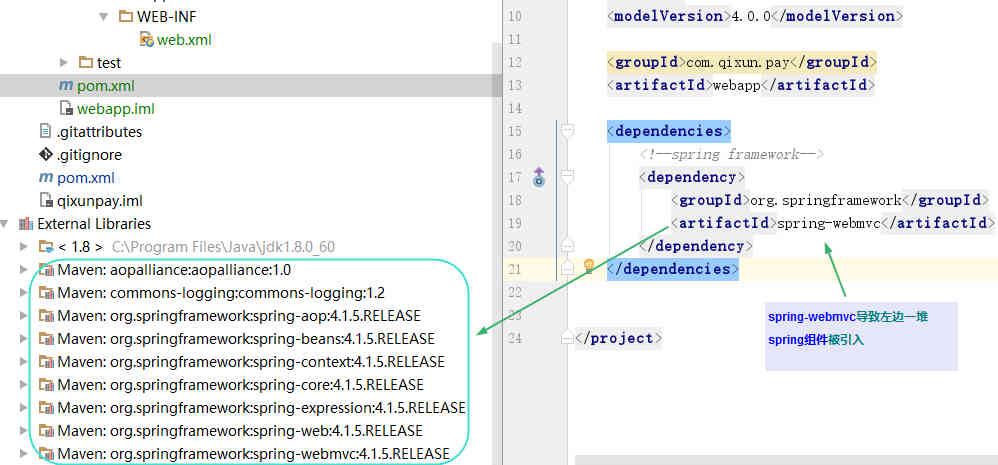 WEB-INF
web.xml
test
pom.xml
webapp.iml
.gitattributes
.gitignore
pom.xml
qixunpay.iml
External Libraries
< 1.8 > C:\Program Files\Java\jdk1.8.0_60
Maven: aopalliance:aopalliance:1.0
Maven: commons-logging:commons-logging:1.2
Maven: org.springframework:spring-aop:4.1.5.RELEASE
Maven: org.springframework:spring-beans:4.1.5.RELEASE
Maven: org.springframework:spring-context:4.1.5.RELEASE
Maven: org.springframework:spring-core:4.1.5.RELEASE
Maven: org.springframework:spring-expression:4.1.5.RELEASE
Maven: org.springframework:spring-web:4.1.5.RELEASE
Maven: org.springframework:spring-webmvc:4.1.5.RELEASE
10 <modelVersion>4.0.0</modelVersion>
11
12 <groupId>com.qixun.pay</groupId>
13 <artifactId>webapp</artifactId>
14
15 <dependencies>
16 <!--spring framework-->
17 <dependency>
18 <groupId>org.springframework</groupId>
19 <artifactId>spring-webmvc</artifactId>
20 </dependency>
21 </dependencies>
22
23
24 </project>
spring-webmvc导致左边一堆
spring组件被引入